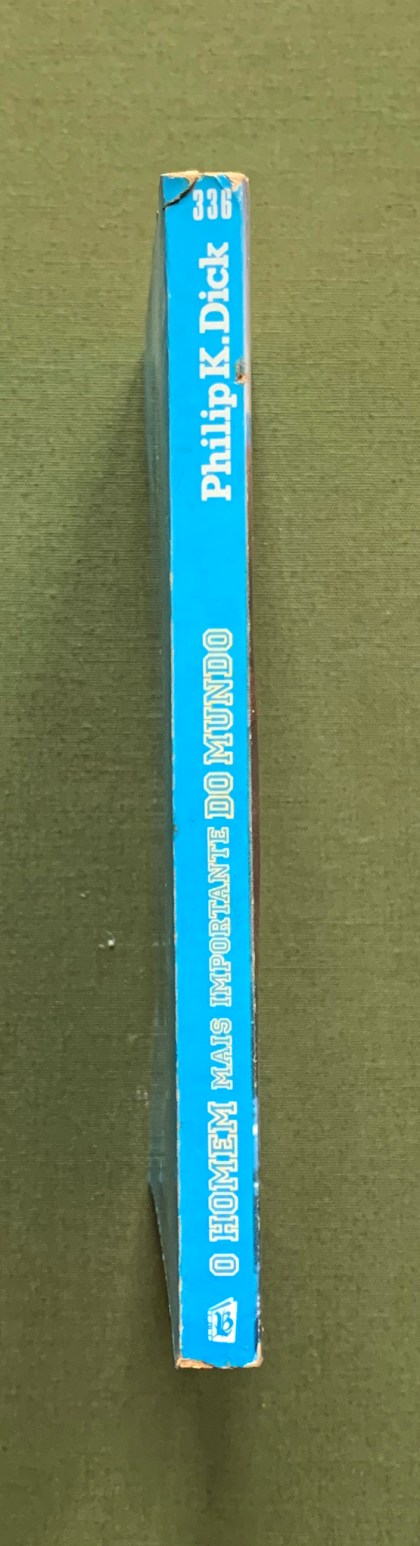 336
Philip K. Dick
O HOMEM MAIS IMPORTANTE DO MUNDO